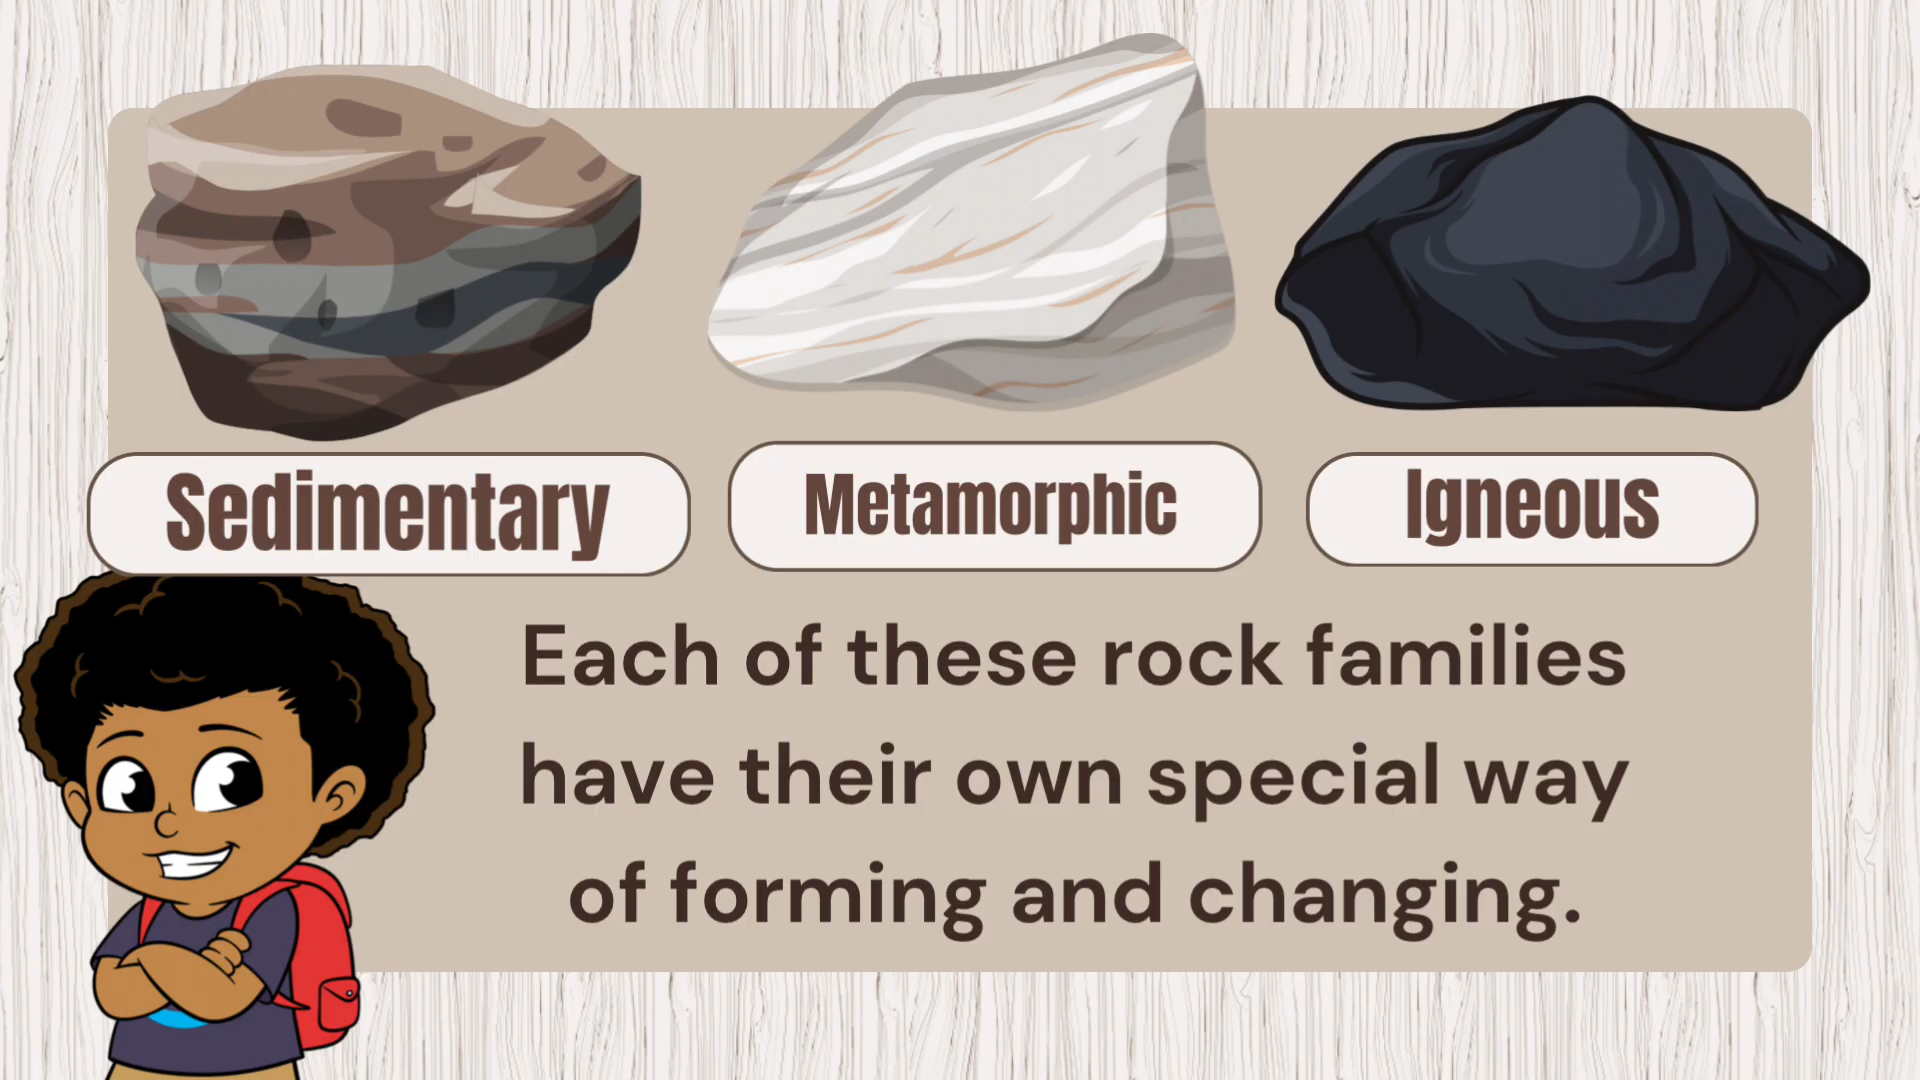 Sedimentary
Metamorphic
Igneous
Each of these rock families
have their own special way
of forming and changing.